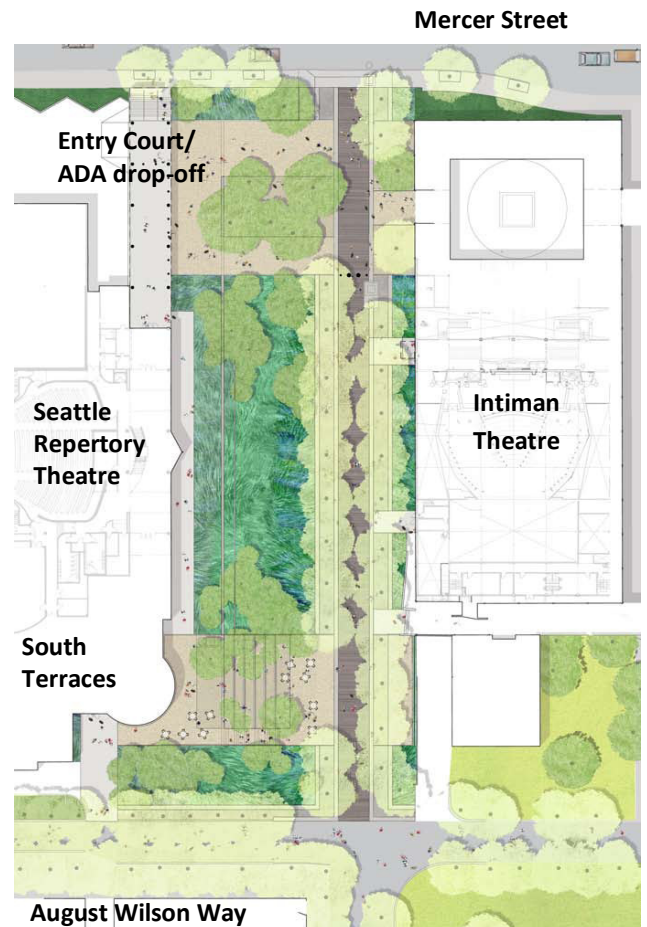 Mercer Street
Entry Court/
ADA drop-off
Seattle
Repertory
Theatre
Intiman
Theatre
South
Terraces
August Wilson Way